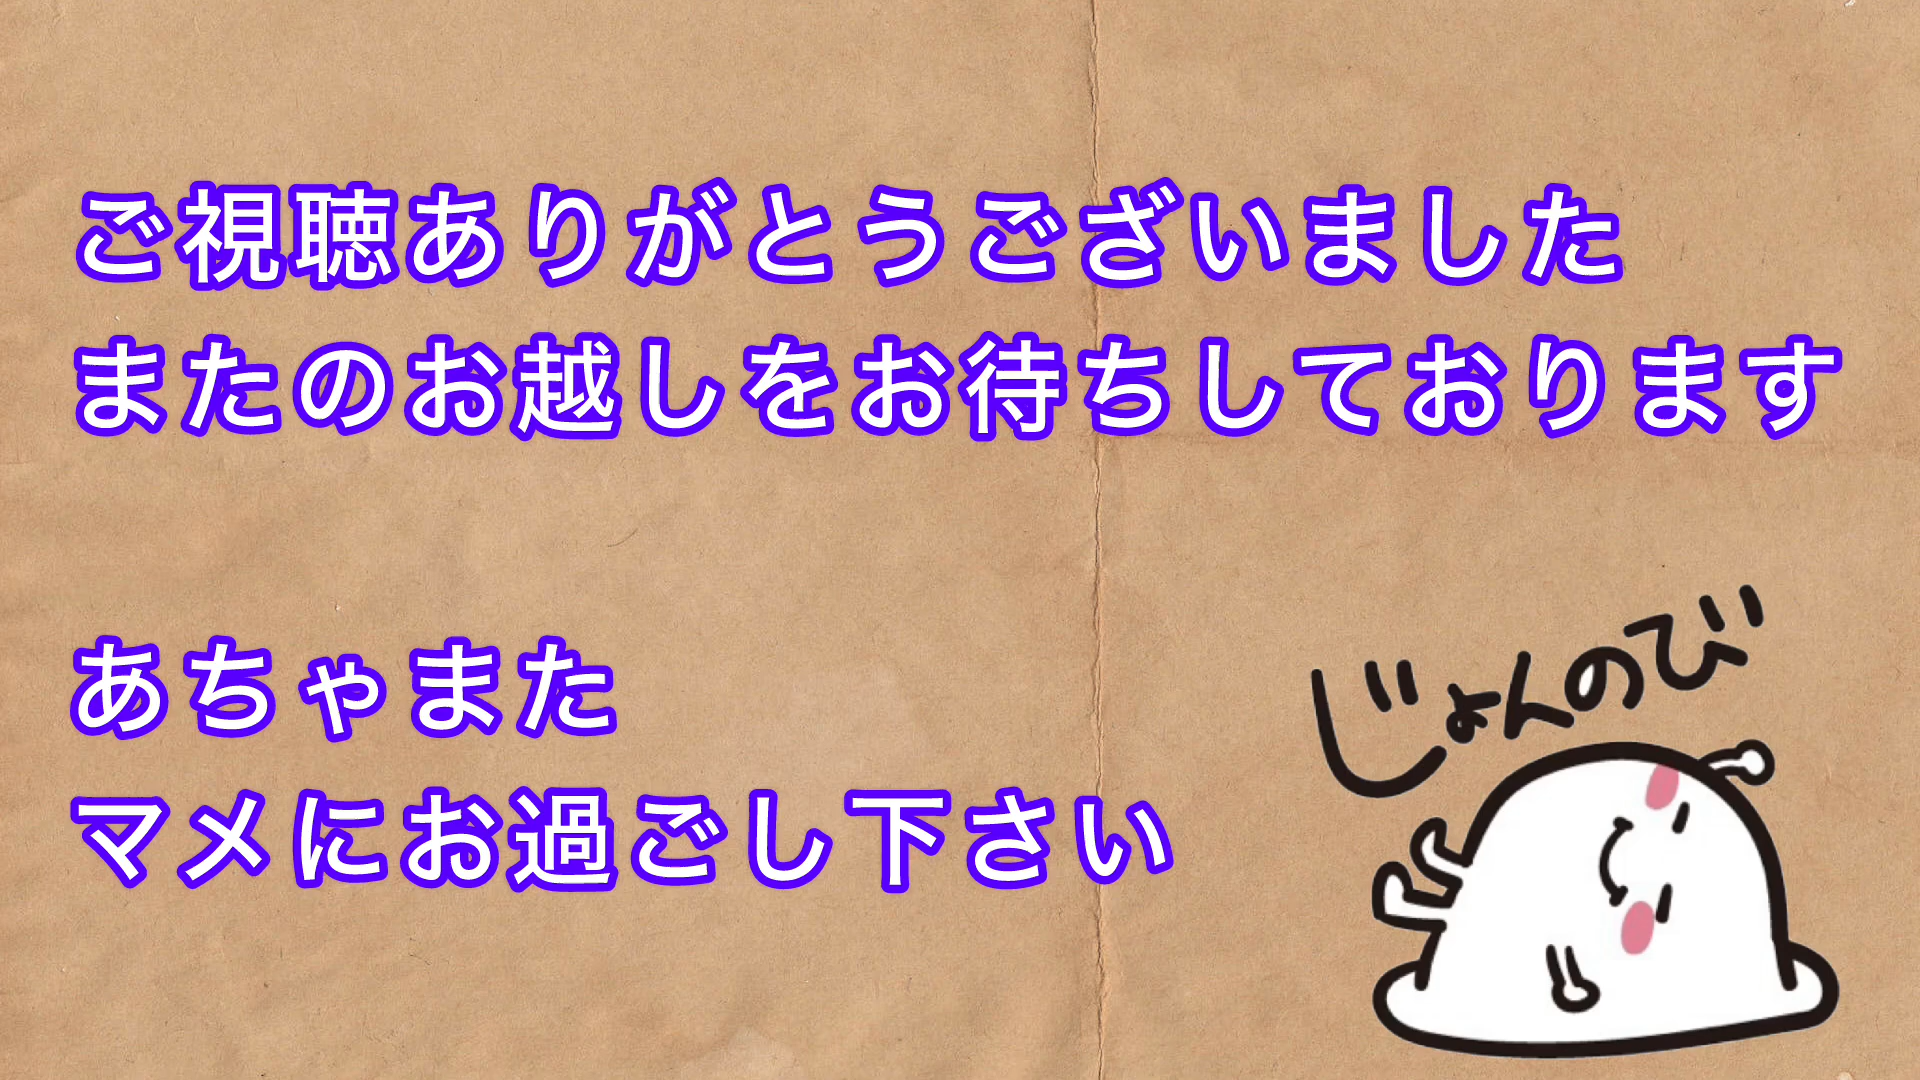 ご視聴ありがとうございました
またのお越しをお待ちしております
あちゃまた
マメにお過ごし下さい
じょんのび